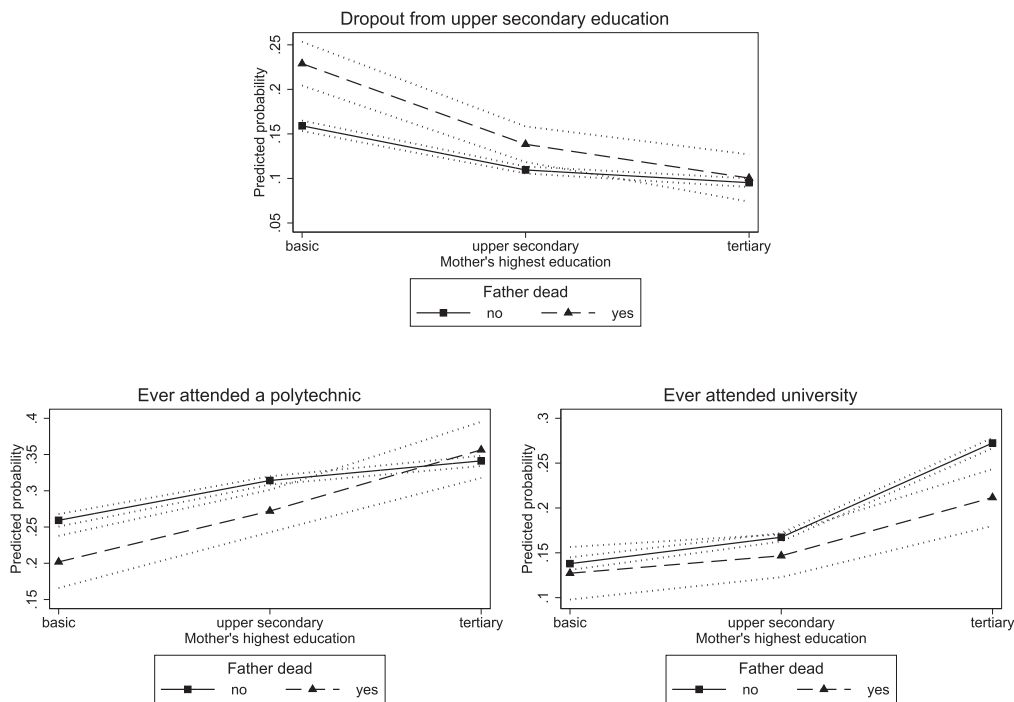 Dropout from upper secondary education
Predicted probability
.25
.2
.15
.1
.05
basic upper secondary tertiary
Mother's highest education
Father dead
no yes
Ever attended a polytechnic
Predicted probability
.4
.35
.3
.25
.2
.15
basic upper secondary tertiary
Mother's highest education
Father dead
no yes
Ever attended university
Predicted probability
.3
.25
.2
.15
.1
basic upper secondary tertiary
Mother's highest education
Father dead
no yes